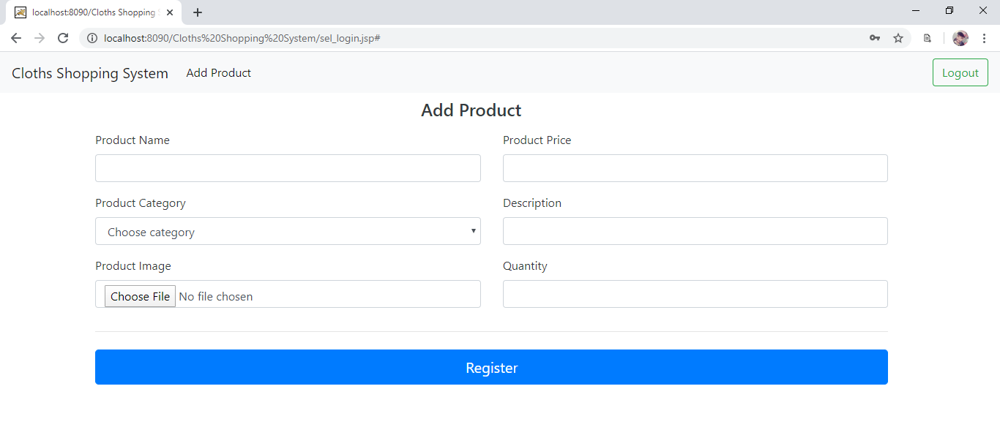 localhost:8090/Cloths Shopping S
localhost:8090/Cloths%20Shopping%20System/sel_login.jsp#
Cloths Shopping System Add Product Logout
Add Product
Product Name Product Price
Product Category Description
Choose category
Product Image Quantity
Choose File No file chosen
Register